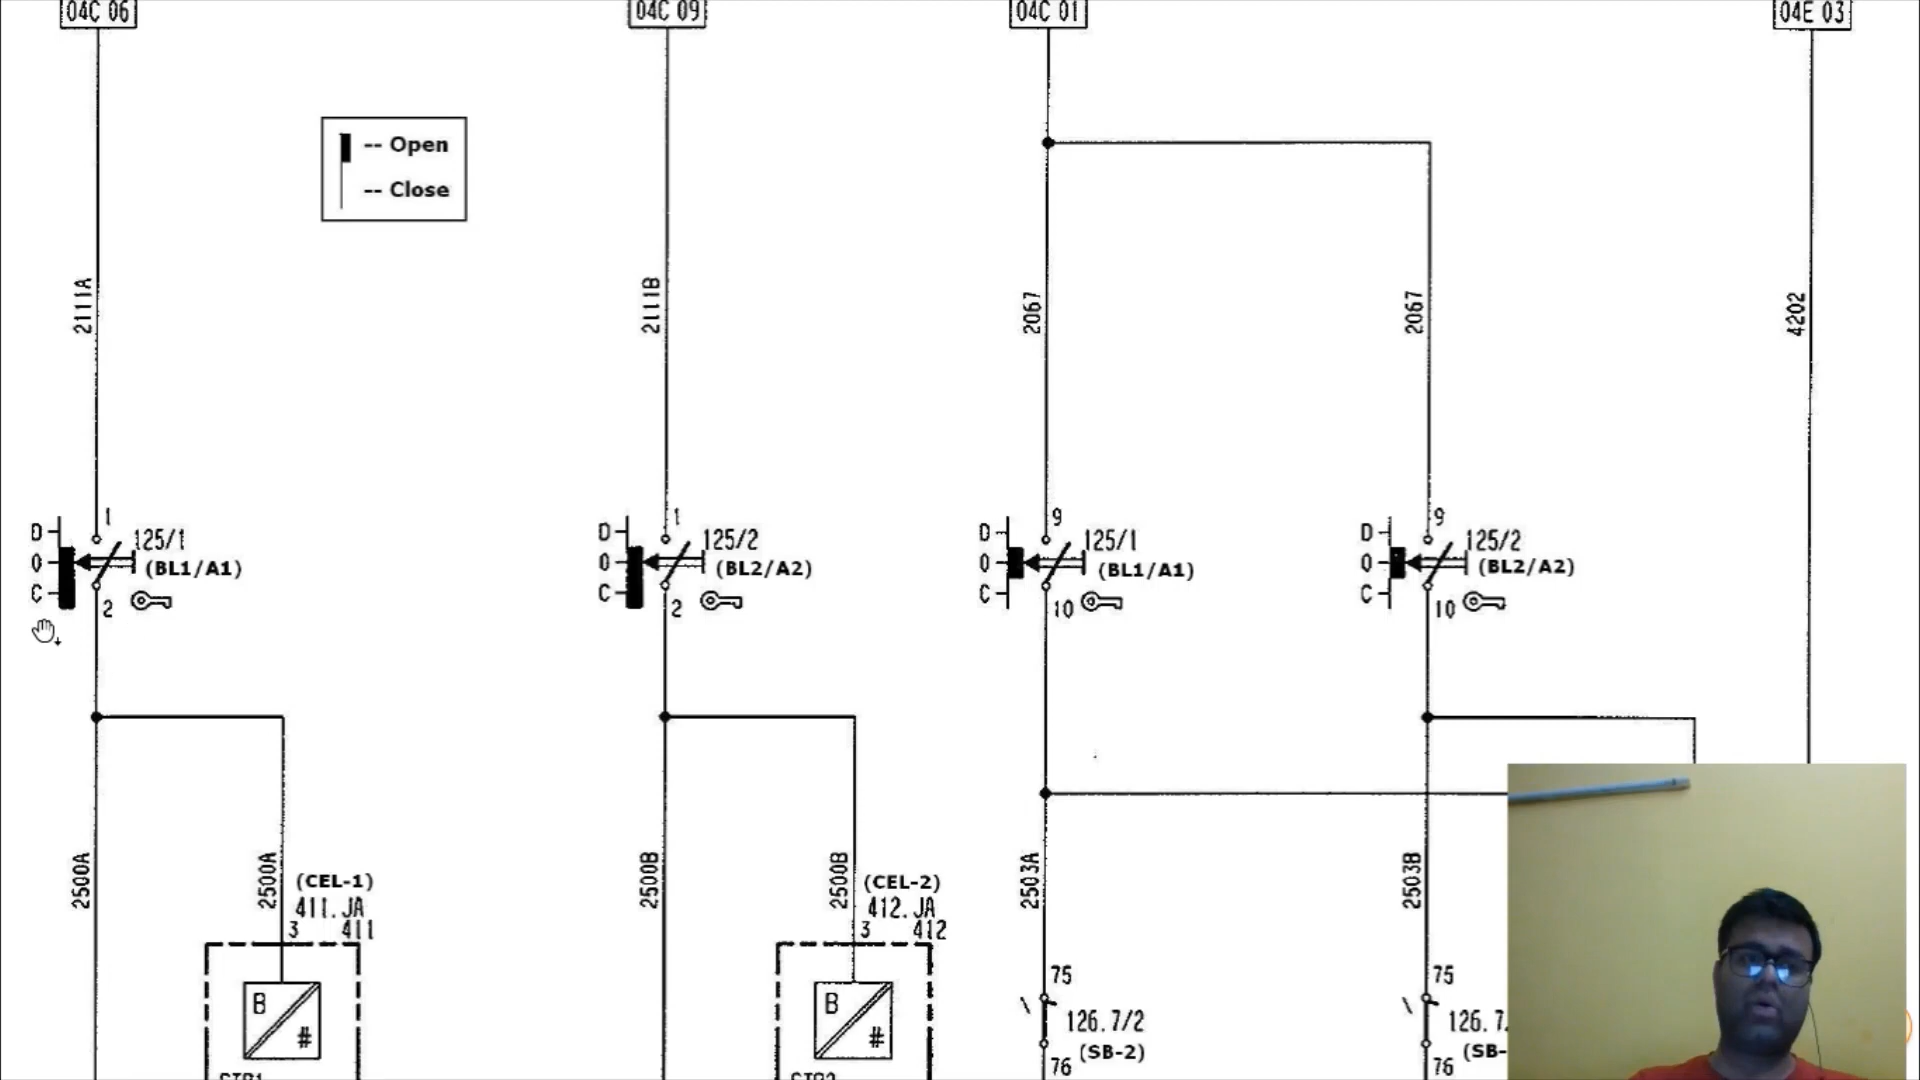 04C 06
04C 09
04C 01
04E 03
-- Open
-- Close
2111A
2111B
2067
2067
4202
D
0
C
1
125/1
(BL1/A1)
2
D
0
C
1
125/2
(BL2/A2)
2
D
0
C
9
125/1
(BL1/A1)
10
D
0
C
9
125/2
(BL2/A2)
10
2500A
2500A
(CEL-1)
411.JA
3 411
B
#
2500B
2500B
(CEL-2)
412.JA
3 412
B
#
2503A
75
126.7/2
(SB-2)
76
2503B
75
126.7
(SB-
76